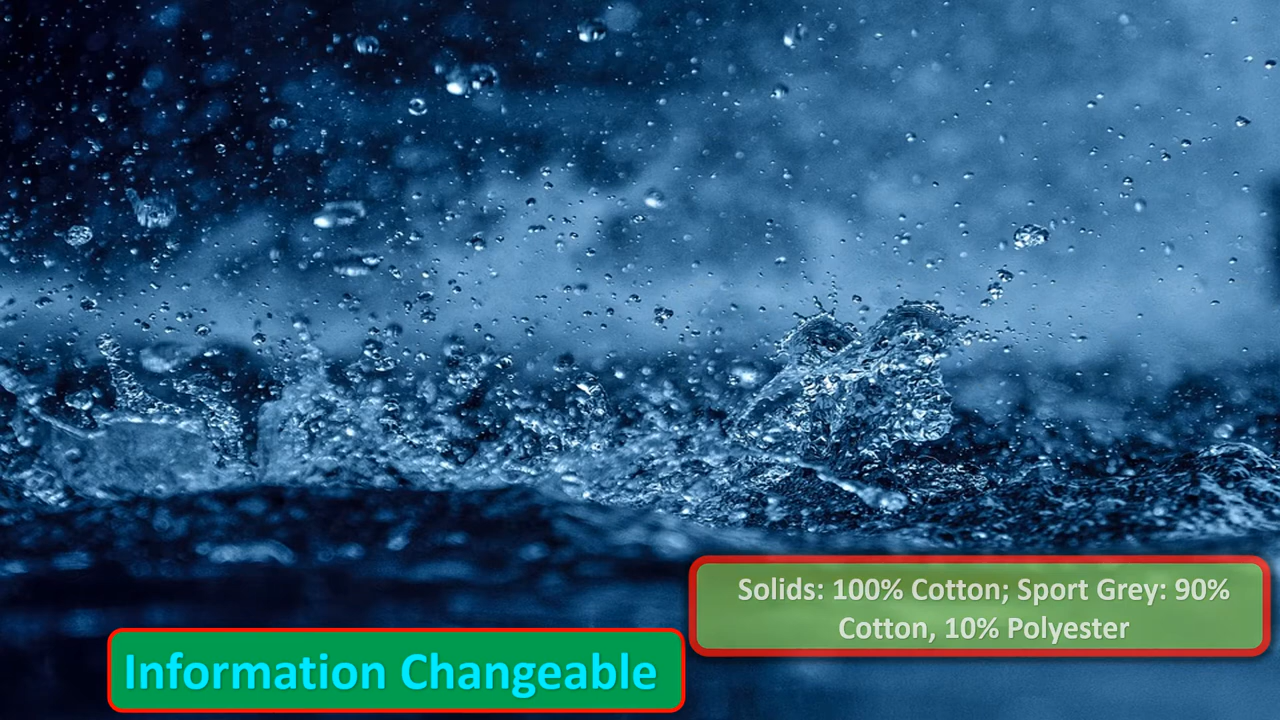 Solids: 100% Cotton; Sport Grey: 90%
Cotton, 10% Polyester
Information Changeable